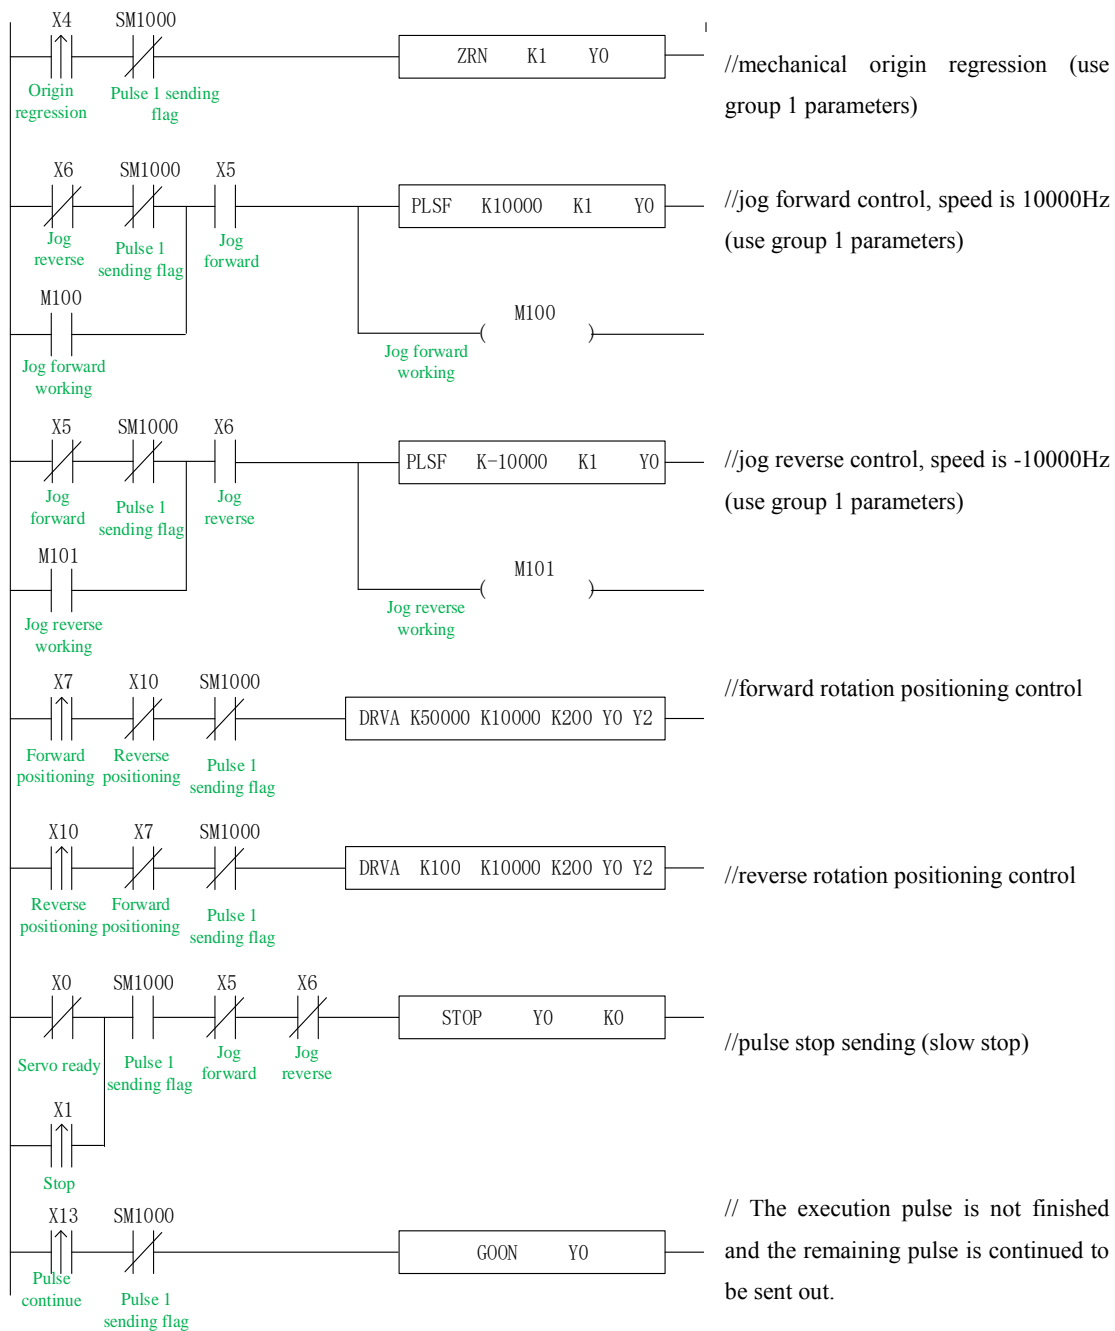 X4 SM1000
ZRN K1 Y0
Origin
regression
Pulse 1 sending
flag
//mechanical origin regression (use
group 1 parameters)
X6 SM1000 X5
PLSF K10000 K1 Y0
Jog
reverse
Pulse 1
sending flag
Jog
forward
//jog forward control, speed is 10000Hz
(use group 1 parameters)
M100
( M100 )
Jog forward
working
Jog forward
working
X5 SM1000 X6
PLSF K-10000 K1 Y0
Jog
forward
Pulse 1
sending flag
Jog
reverse
//jog reverse control, speed is -10000Hz
(use group 1 parameters)
M101
( M101 )
Jog reverse
working
Jog reverse
working
X7 X10 SM1000
DRVA K50000 K10000 K200 Y0 Y2
Forward
positioning
Reverse
positioning
Pulse 1
sending flag
//forward rotation positioning control
X10 X7 SM1000
DRVA K100 K10000 K200 Y0 Y2
Reverse
positioning
Forward
positioning
Pulse 1
sending flag
//reverse rotation positioning control
X0 SM1000 X5 X6
STOP Y0 K0
Servo ready
Pulse 1
sending flag
Jog
forward
Jog
reverse
//pulse stop sending (slow stop)
X1
Stop
X13 SM1000
GOON Y0
Pulse
continue
Pulse 1
sending flag
// The execution pulse is not finished
and the remaining pulse is continued to
be sent out.